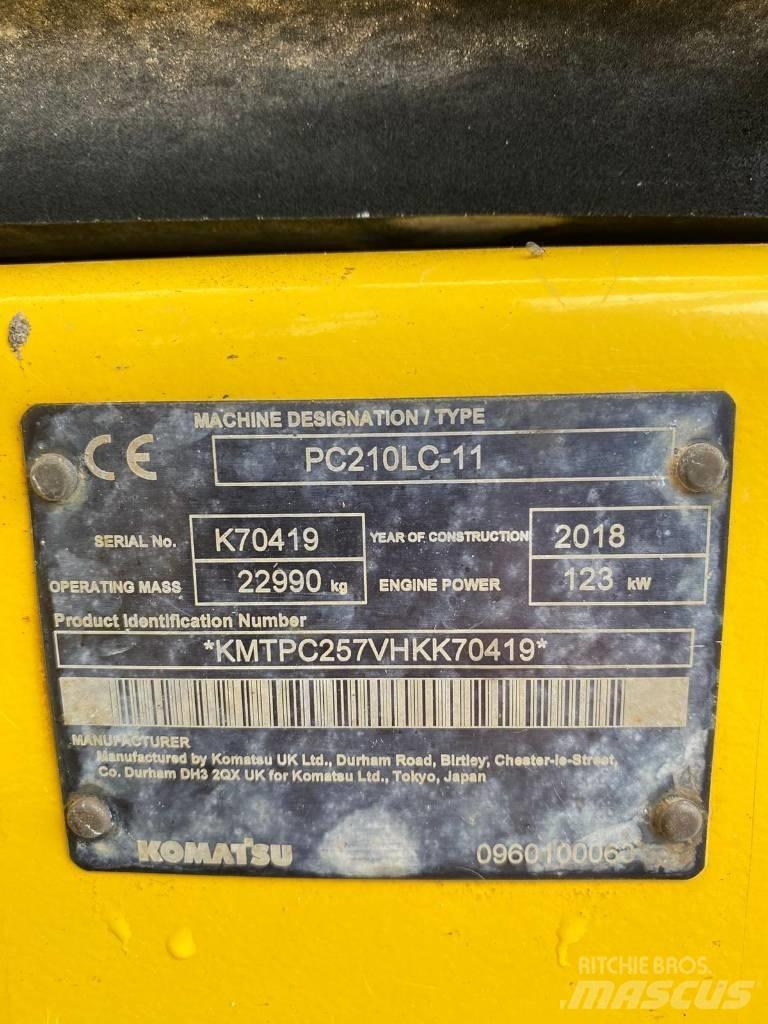 MACHINE DESIGNATION / TYPE
CE PC210LC-11
SERIAL No. K70419 YEAR OF CONSTRUCTION 2018
OPERATING MASS 22990 kg ENGINE POWER 123 kW
Product Identification Number
*KMTPC257VHKK70419*
MANUFACTURER
Manufactured by Komatsu UK Ltd., Durham Road, Birtley, Chester-le-Street,
Co. Durham DH3 2QX UK for Komatsu Ltd., Tokyo, Japan
KOMATSU
RITCHIE BROS.
MASCUS